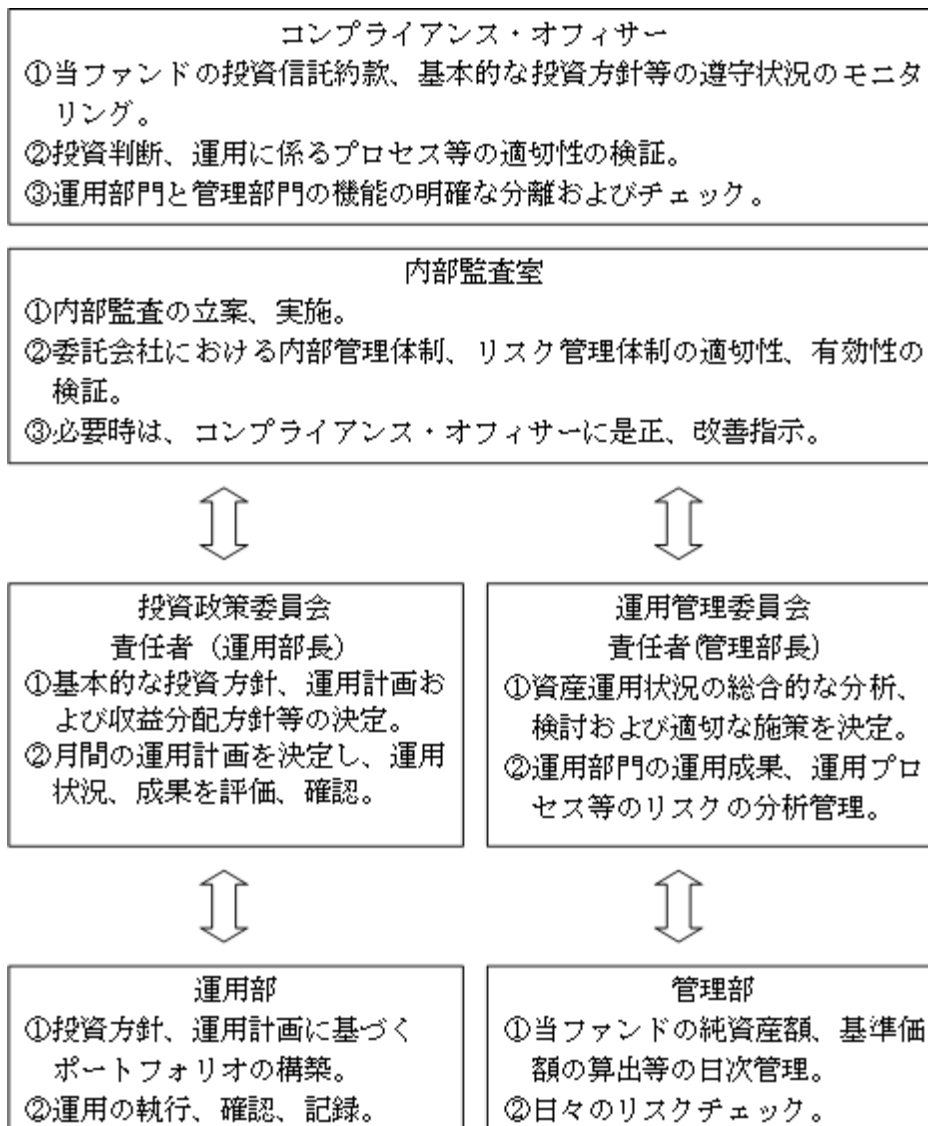 コンプライアンス・オフィサー
①当ファンドの投資信託約款、基本的な投資方針等の遵守状況のモニタ
リング。
②投資判断、運用に係るプロセス等の適切性の検証。
③運用部門と管理部門の機能の明確な分離およびチェック。
内部監査室
①内部監査の立案、実施。
②委託会社における内部管理体制、リスク管理体制の適切性、有効性の
検証。
③必要時は、コンプライアンス・オフィサーに是正、改善指示。
投資政策委員会
責任者（運用部長）
①基本的な投資方針、運用計画お
よび収益分配方針等の決定。
②月間の運用計画を決定し、運用
状況、成果を評価、確認。
運用管理委員会
責任者(管理部長)
①資産運用状況の総合的な分析、
検討および適切な施策を決定。
②運用部門の運用成果、運用プロ
セス等のリスクの分析管理。
運用部
①投資方針、運用計画に基づく
ポートフォリオの構築。
②運用の執行、確認、記録。
管理部
①当ファンドの純資産額、基準価
額の算出等の日次管理。
②日々のリスクチェック。